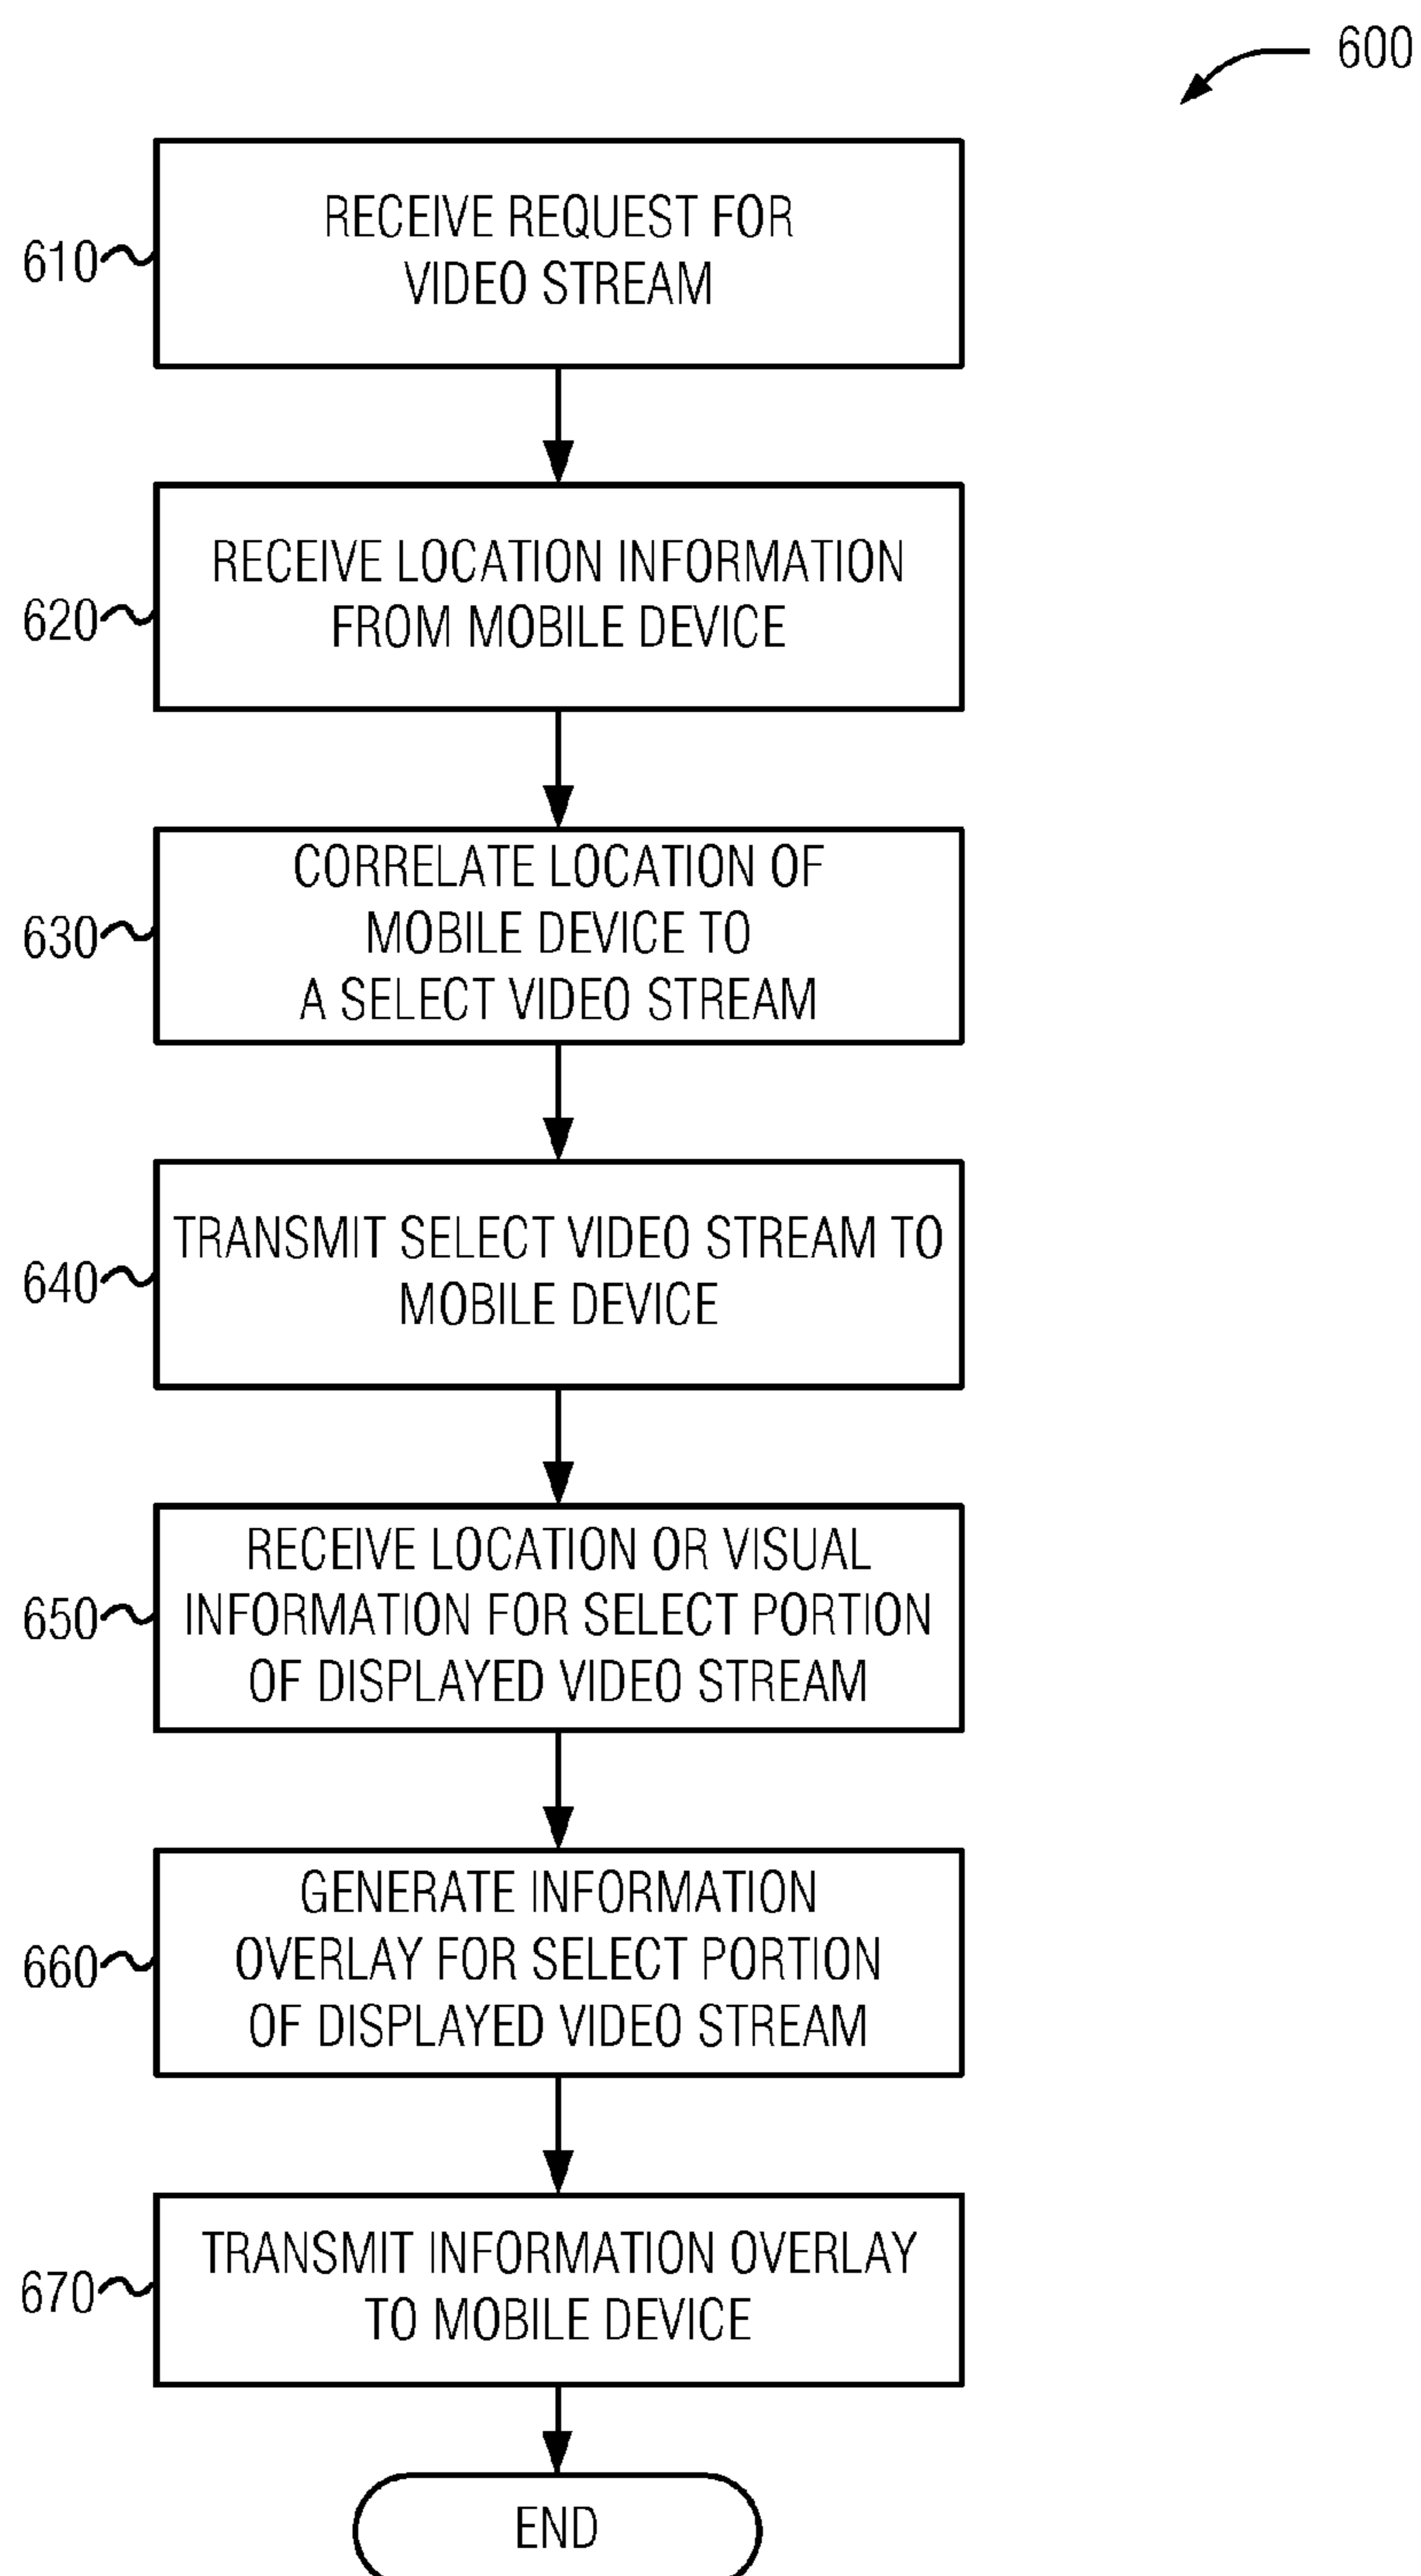 600
610
RECEIVE REQUEST FOR
VIDEO STREAM
620
RECEIVE LOCATION INFORMATION
FROM MOBILE DEVICE
630
CORRELATE LOCATION OF
MOBILE DEVICE TO
A SELECT VIDEO STREAM
640
TRANSMIT SELECT VIDEO STREAM TO
MOBILE DEVICE
650
RECEIVE LOCATION OR VISUAL
INFORMATION FOR SELECT PORTION
OF DISPLAYED VIDEO STREAM
660
GENERATE INFORMATION
OVERLAY FOR SELECT PORTION
OF DISPLAYED VIDEO STREAM
670
TRANSMIT INFORMATION OVERLAY
TO MOBILE DEVICE
END